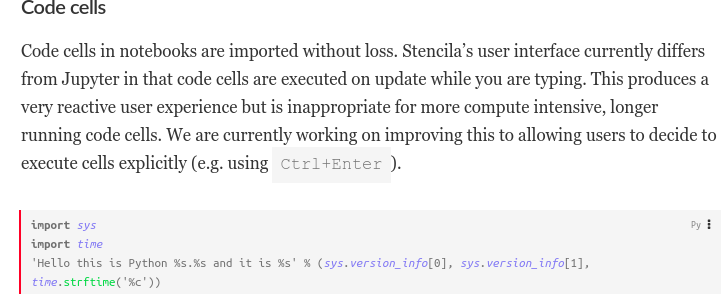 Code cells
Code cells in notebooks are imported without loss. Stencila’s user interface currently differs
from Jupyter in that code cells are executed on update while you are typing. This produces a
very reactive user experience but is inappropriate for more compute intensive, longer
running code cells. We are currently working on improving this to allowing users to decide to
execute cells explicitly (e.g. using Ctrl+Enter ).
import sys Py
import time
'Hello this is Python %s.%s and it is %s' % (sys.version_info[0], sys.version_info[1],
time.strftime('%c'))